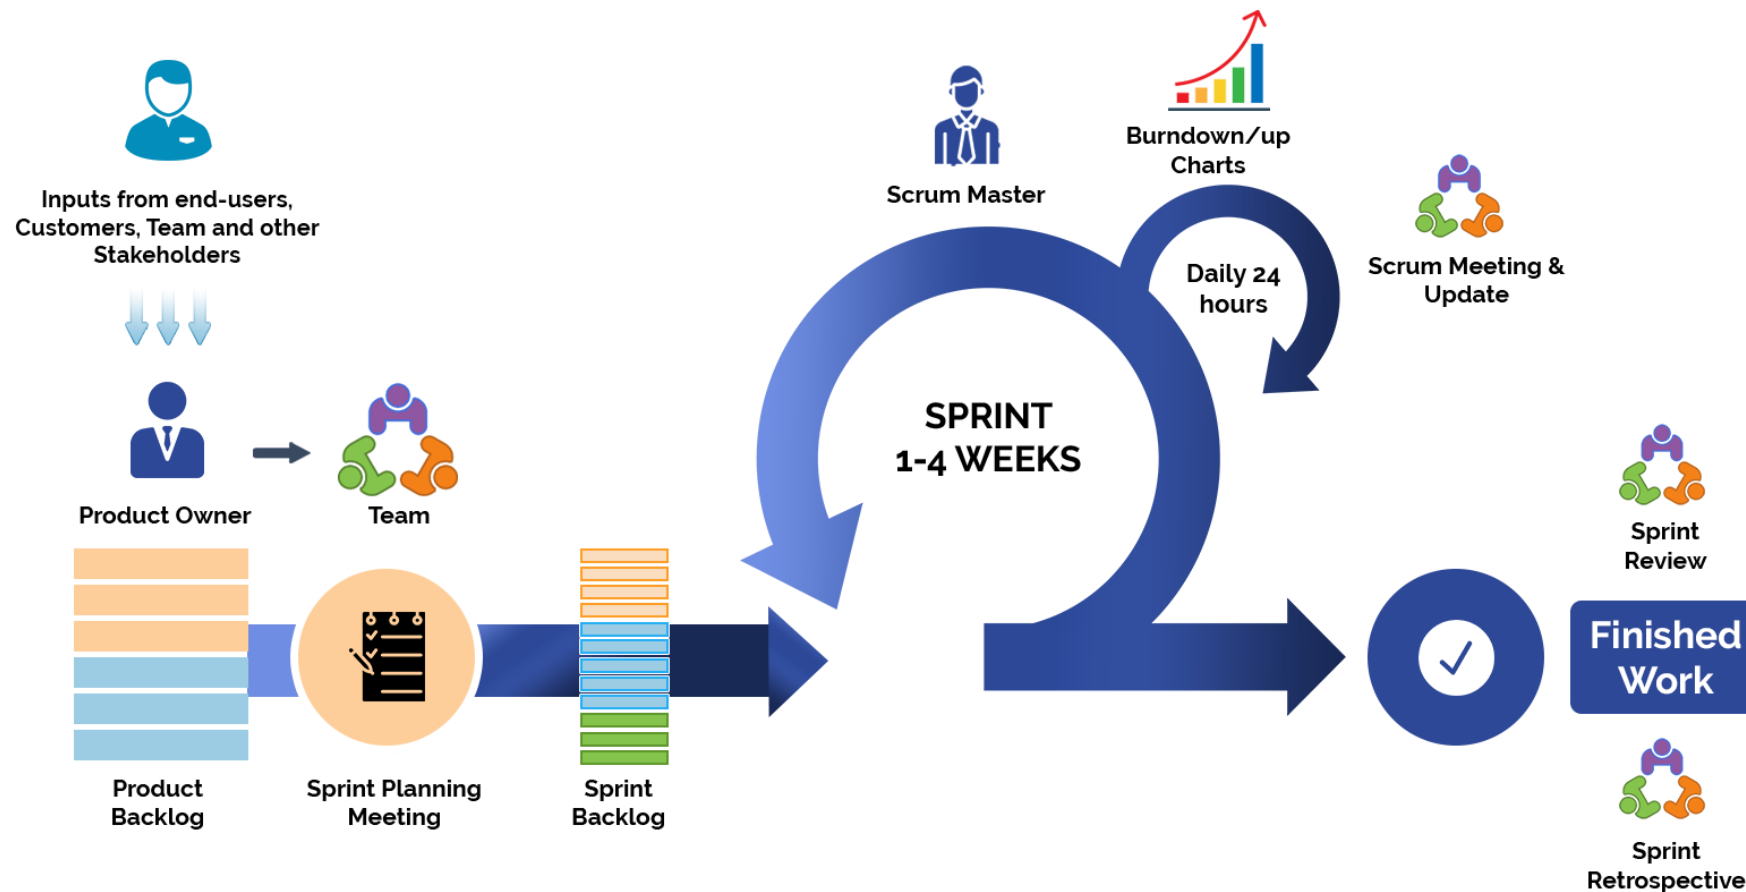 Inputs from end-users,
Customers, Team and other
Stakeholders
Product Owner
Team
Product
Backlog
Sprint Planning
Meeting
Sprint
Backlog
Scrum Master
Burndown/up
Charts
Daily 24
hours
Scrum Meeting &
Update
SPRINT
1-4 WEEKS
Sprint
Review
Finished
Work
Sprint
Retrospective